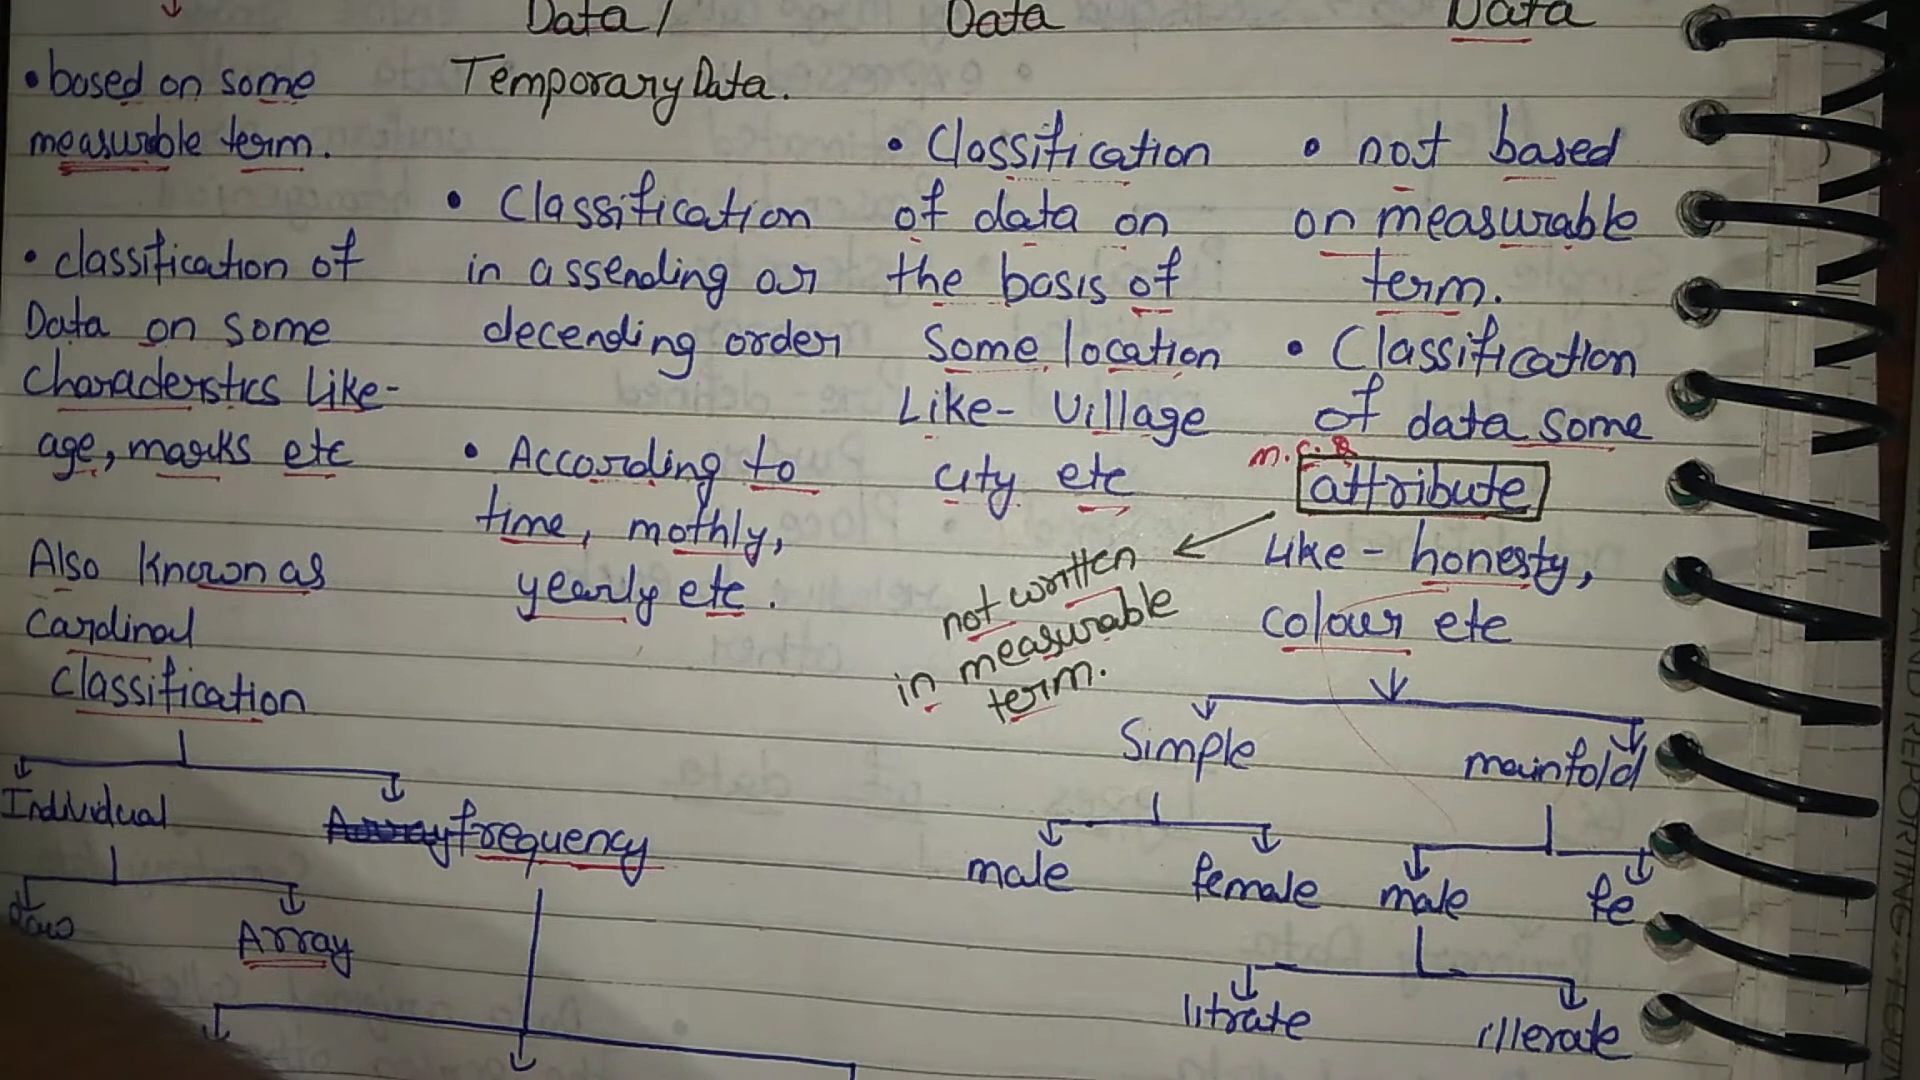 Data /
Data
Data
• based on some
measurable term.
• classification of
Data on some
Characterstics like-
age, marks etc
Also known as
Cardinal
Classification
Individual
frequency
Array
Temporary Data.
• Classification
in assending or
decending order
• According to
time, mothly,
yearly etc.
• Classification
of data on
the basis of
Some location
Like- Village
city etc
not written
in measurable
term.
• not based
on measurable
term.
• Classification
of data some
attribute
like - honesty,
colour etc
Simple
mainfold
male
female
male
fe
litrate
illerate